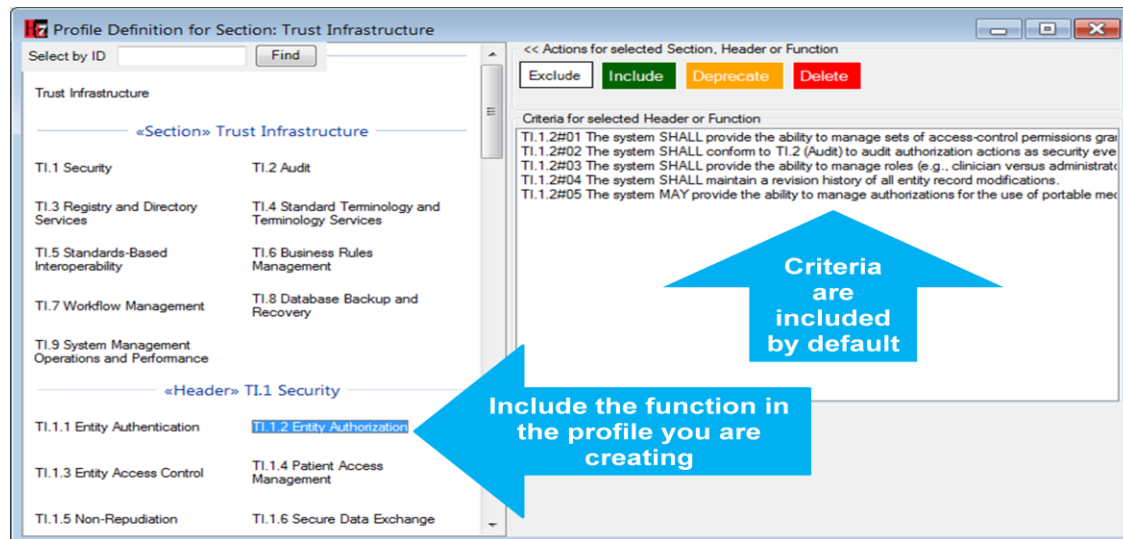 Profile Definition for Section: Trust Infrastructure
Select by ID
Find
Trust Infrastructure
«Section» Trust Infrastructure
TI.1 Security
TI.2 Audit
TI.3 Registry and Directory
Services
TI.4 Standard Terminology and
Terminology Services
TI.5 Standards-Based
Interoperability
TI.6 Business Rules
Management
TI.7 Workflow Management
TI.8 Database Backup and
Recovery
TI.9 System Management
Operations and Performance
«Header» TI.1 Security
TI.1.1 Entity Authentication
TI.1.2 Entity Authorization
TI.1.3 Entity Access Control
TI.1.4 Patient Access
Management
TI.1.5 Non-Repudiation
TI.1.6 Secure Data Exchange
<< Actions for selected Section, Header or Function
Exclude
Include
Deprecate
Delete
Criteria for selected Header or Function
TI.1.2#01 The system SHALL provide the ability to manage sets of access-control permissions
TI.1.2#02 The system SHALL conform to TI.2 (Audit) to audit authorization actions as security
TI.1.2#03 The system SHALL provide the ability to manage roles (e.g., clinician versus
TI.1.2#04 The system SHALL maintain a revision history of all entity record modifications.
TI.1.2#05 The system MAY provide the ability to manage authorizations for the use of portable
Criteria
are
included
by default
Include the function in
the profile you are
creating